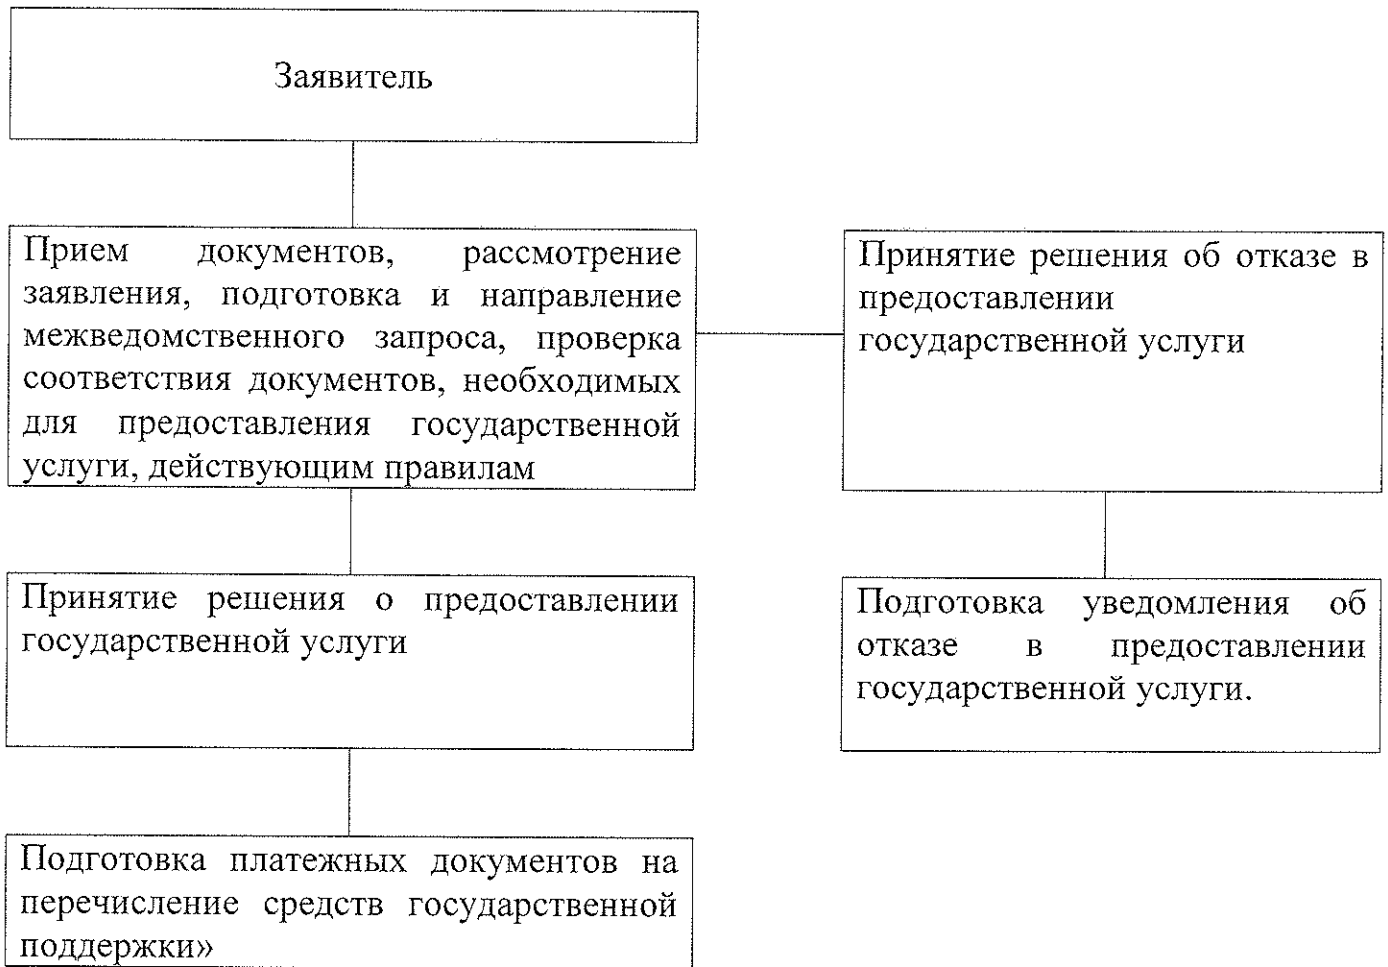 Заявитель
Прием документов, рассмотрение
заявления, подготовка и направление
межведомственного запроса, проверка
соответствия документов, необходимых
для предоставления государственной
услуги, действующим правилам
Принятие решения об отказе в
предоставлении
государственной услуги
Принятие решения о предоставлении
государственной услуги
Подготовка уведомления об
отказе в предоставлении
государственной услуги.
Подготовка платежных документов на
перечисление средств государственной
поддержки»